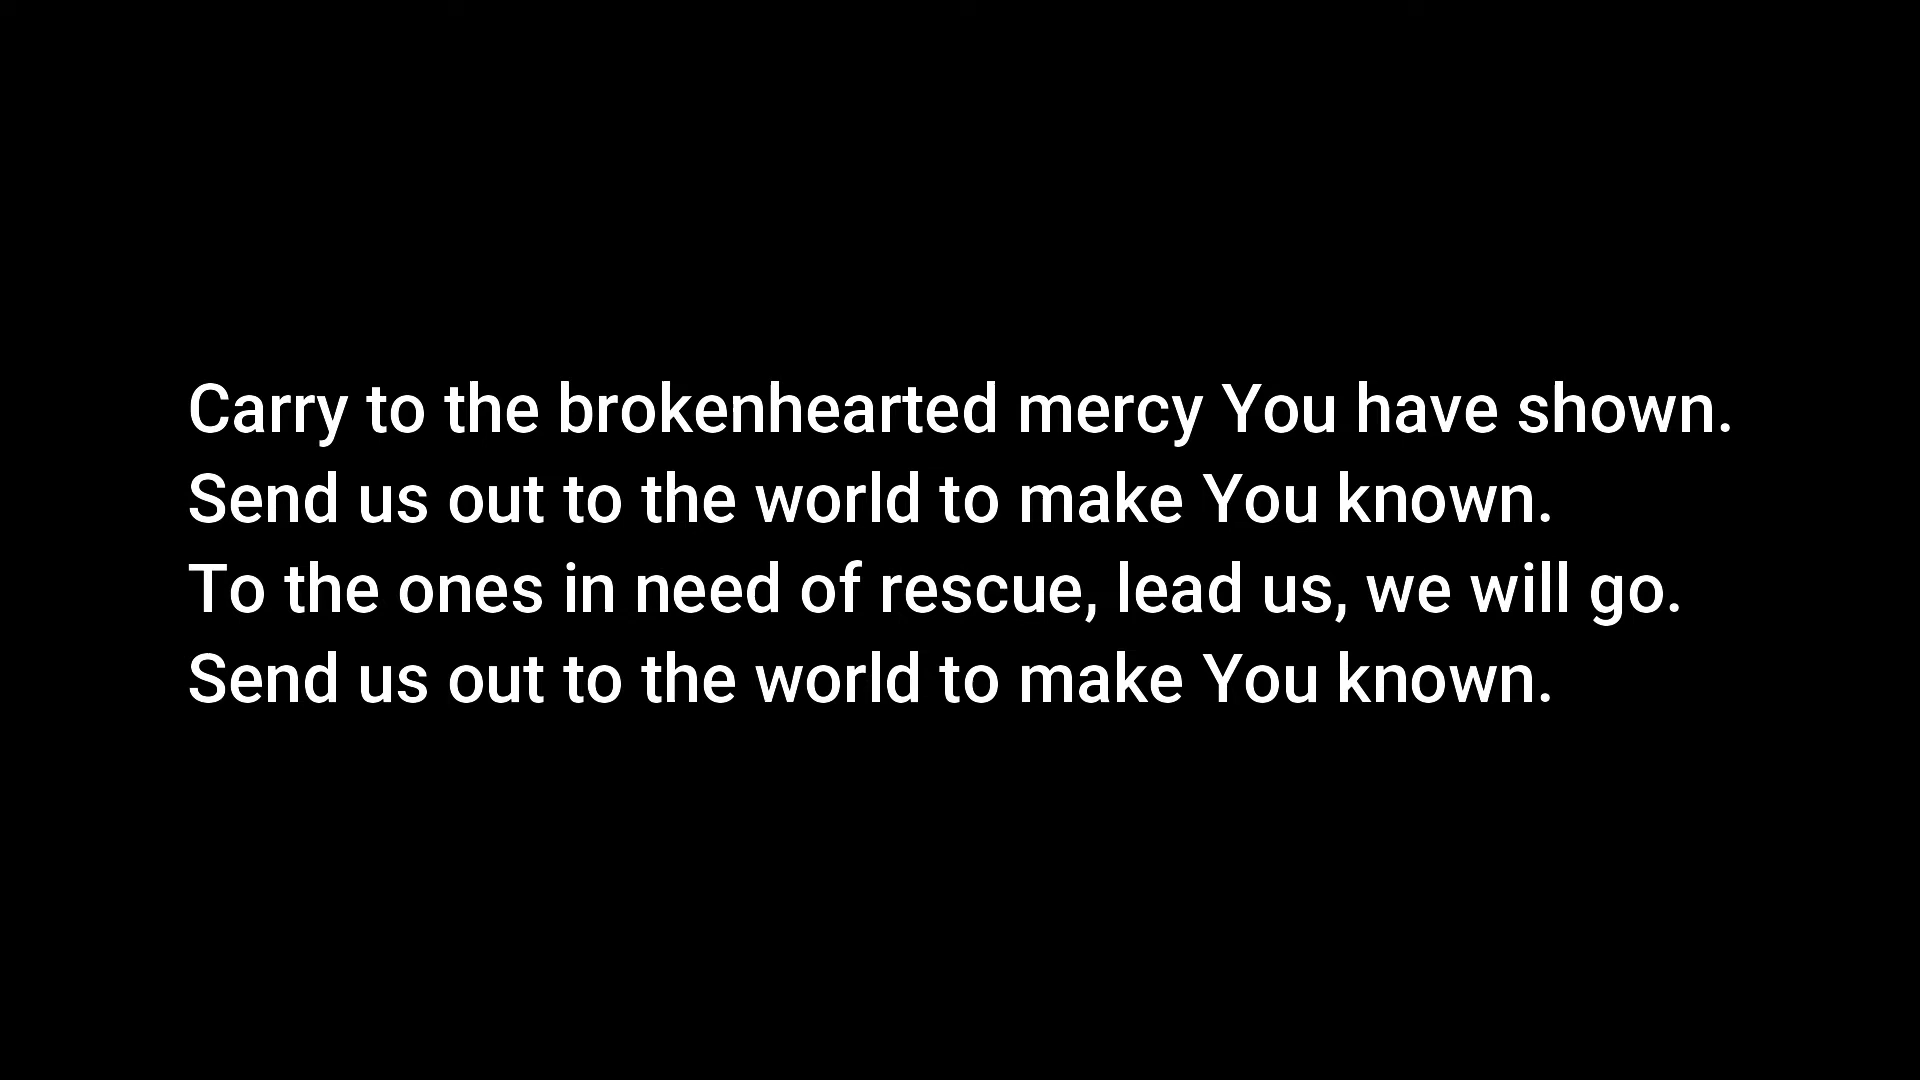 Carry to the brokenhearted mercy You have shown.
Send us out to the world to make You known.
To the ones in need of rescue, lead us, we will go.
Send us out to the world to make You known.